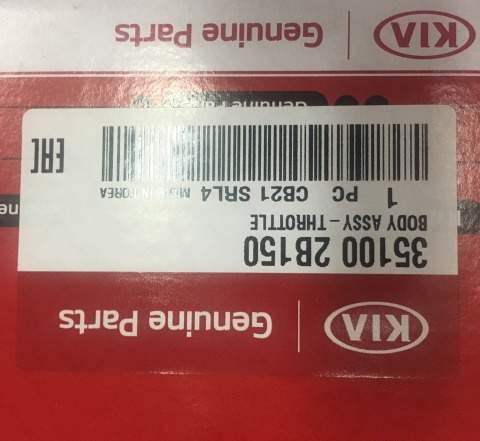 KIA Genuine Parts
35100 2B150
BODY ASSY - THROTTLE
1 PC CB21 SRL4 MADE IN KOREA
EAC
Genuine
KIA Genuine Parts